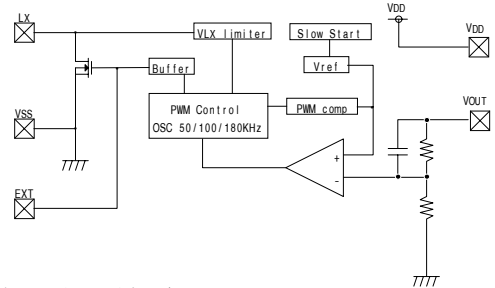 LX
VLX limiter
Slow Start
VDD
VDD
Buffer
Vref
PWM Control
OSC 50/100/180KHz
PWM comp
VOUT
VSS
+
-
EXT